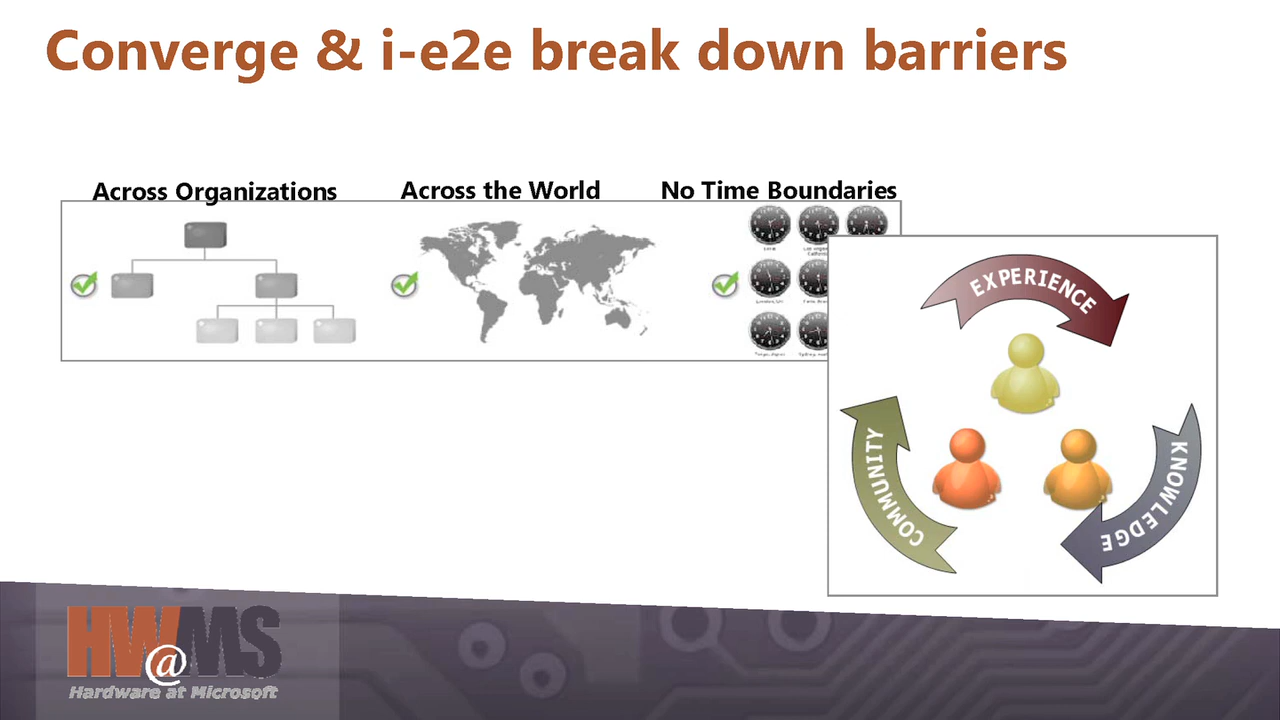 Converge & i-e2e break down barriers
Across Organizations
Across the World
No Time Boundaries
EXPERIENCE
KNOWLEDGE
COMMUNITY
HW@MS
Hardware at Microsoft